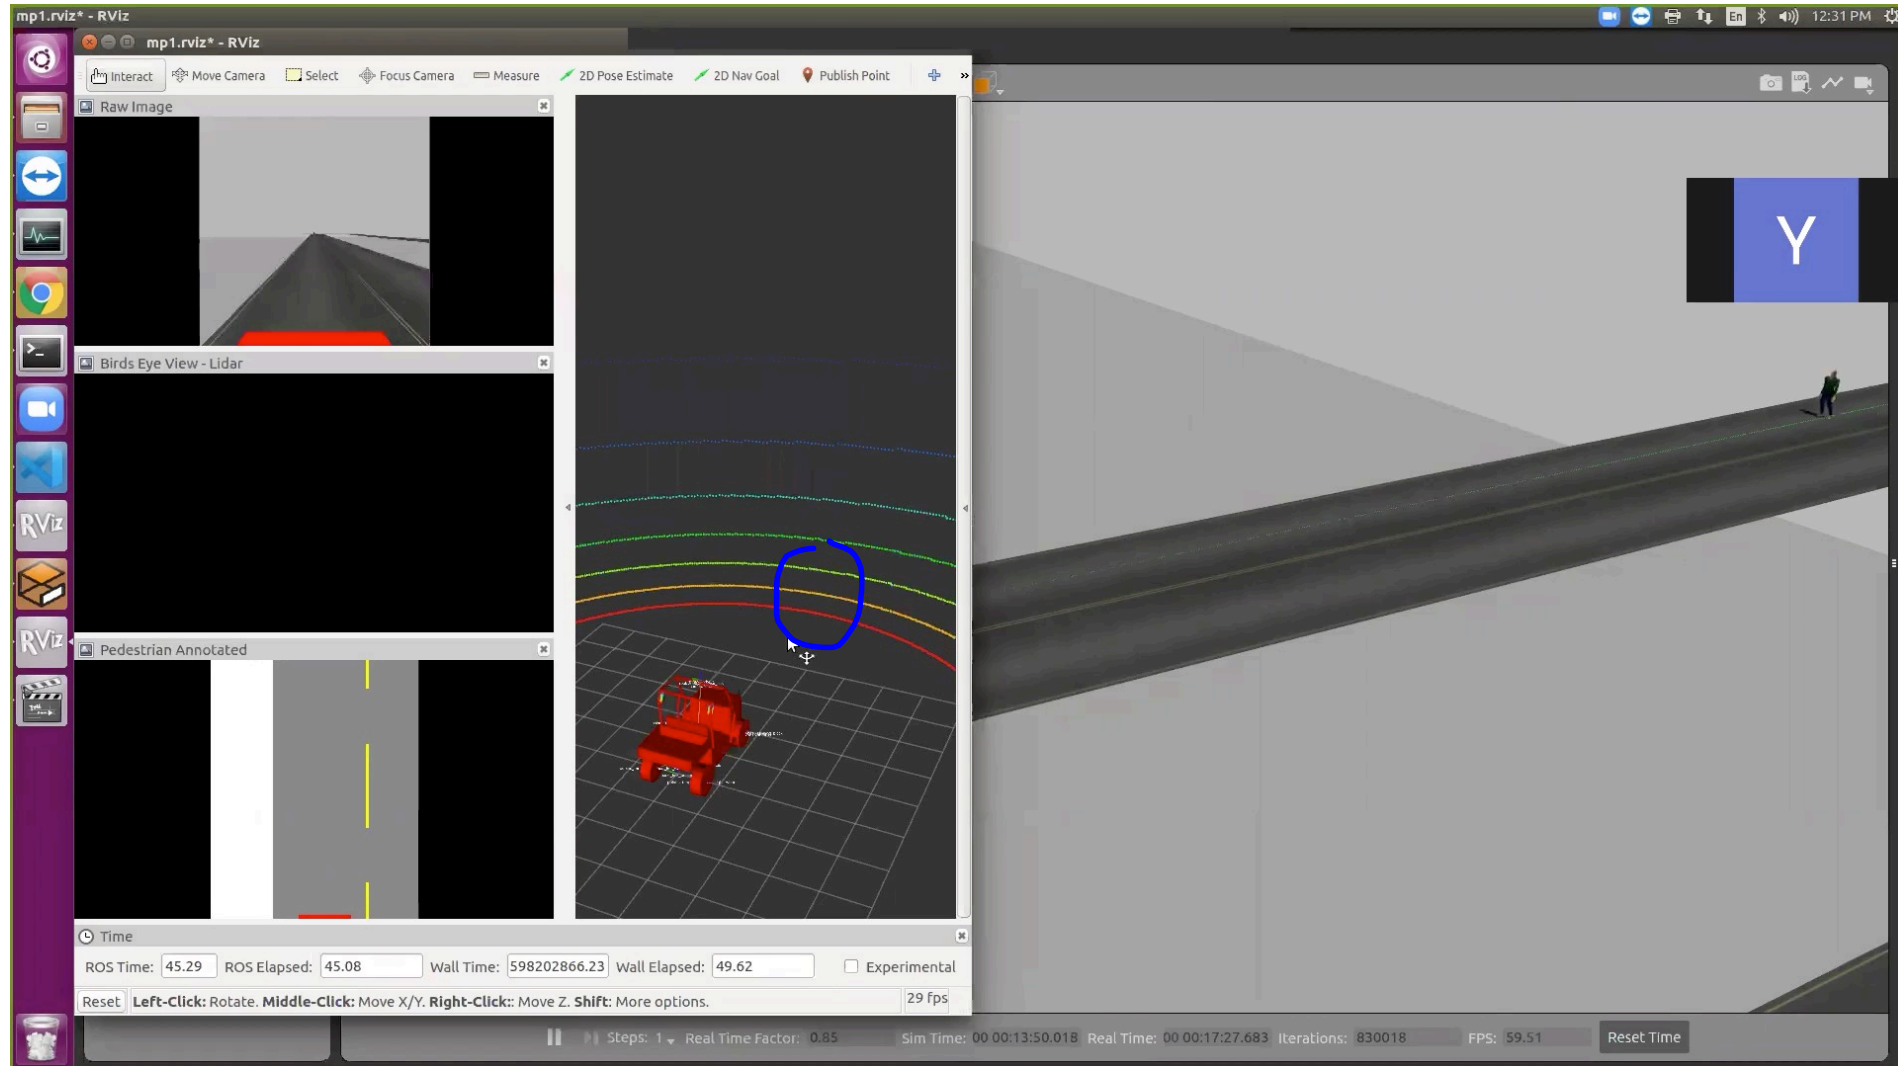 mp1.rviz* - RViz
En
12:31 PM
mp1.rviz* - RViz
Interact
Move Camera
Select
Focus Camera
Measure
2D Pose Estimate
2D Nav Goal
Publish Point
»
LOG
Raw Image
Y
Birds Eye View - Lidar
RViz
RViz
Pedestrian Annotated
Time
ROS Time: 45.29 ROS Elapsed: 45.08 Wall Time: 598202866.23 Wall Elapsed: 49.62 Experimental
Reset Left-Click: Rotate. Middle-Click: Move X/Y. Right-Click:: Move Z. Shift: More options. 29 fps
Steps: 1 Real Time Factor: 0.85 Sim Time: 00 00:13:50.018 Real Time: 00 00:17:27.683 Iterations: 830018 FPS: 59.51 Reset Time